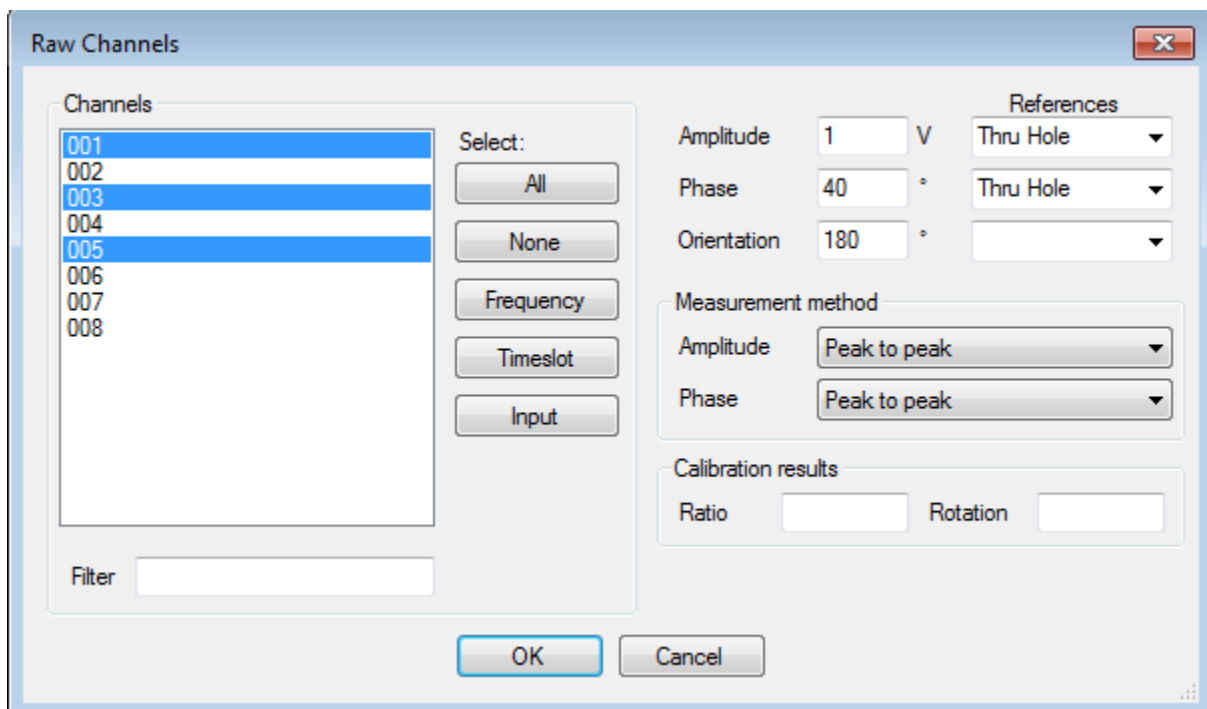 Raw Channels
Channels
001
002
003
004
005
006
007
008
Select:
All
None
Frequency
Timeslot
Input
Filter
References
Amplitude 1 V Thru Hole
Phase 40 ° Thru Hole
Orientation 180 °
Measurement method
Amplitude Peak to peak
Phase Peak to peak
Calibration results
Ratio Rotation
OK Cancel